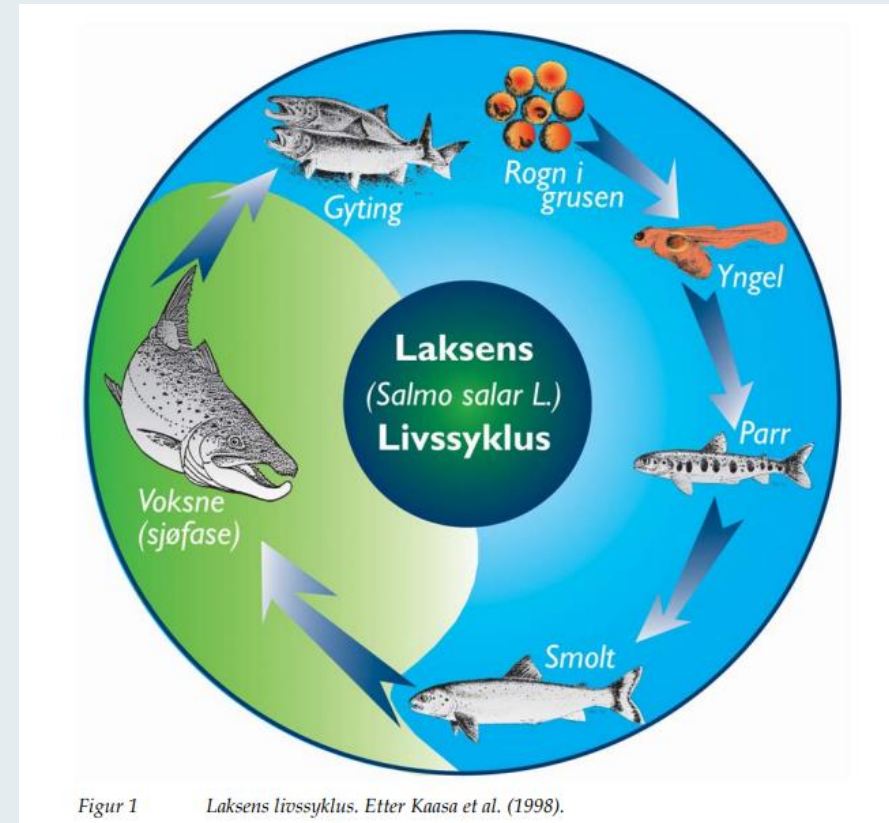 Gyting
Rogn i
grusen
Yngel
Parr
Smolt
Voksne
(sjøfase)
Laksens
(Salmo salar L.)
Livssyklus
Figur 1 Laksens livssyklus. Etter Kaasa et al. (1998).